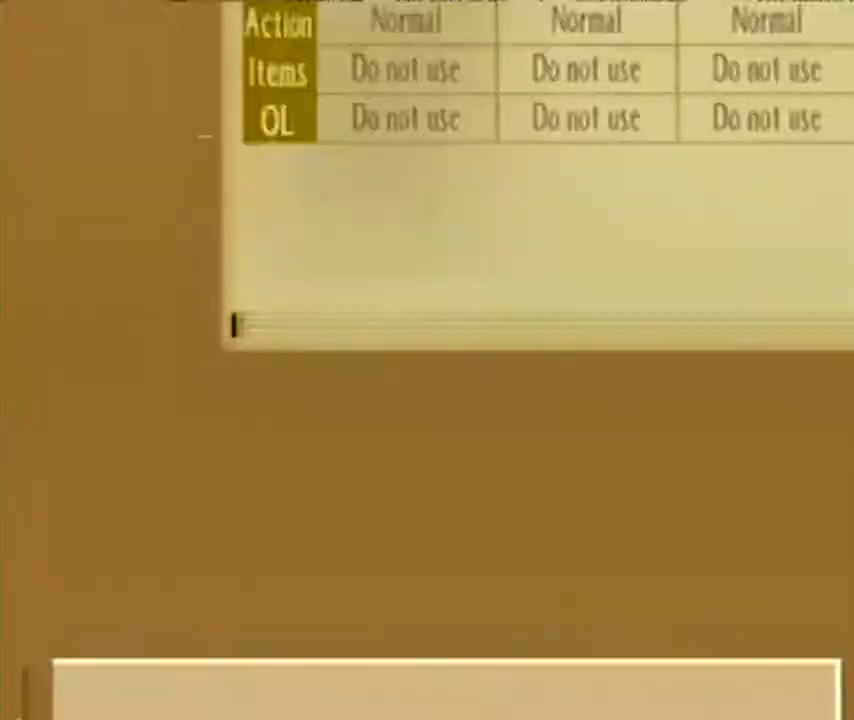 Action Normal Normal Normal
Items Do not use Do not use Do not use
OL Do not use Do not use Do not use